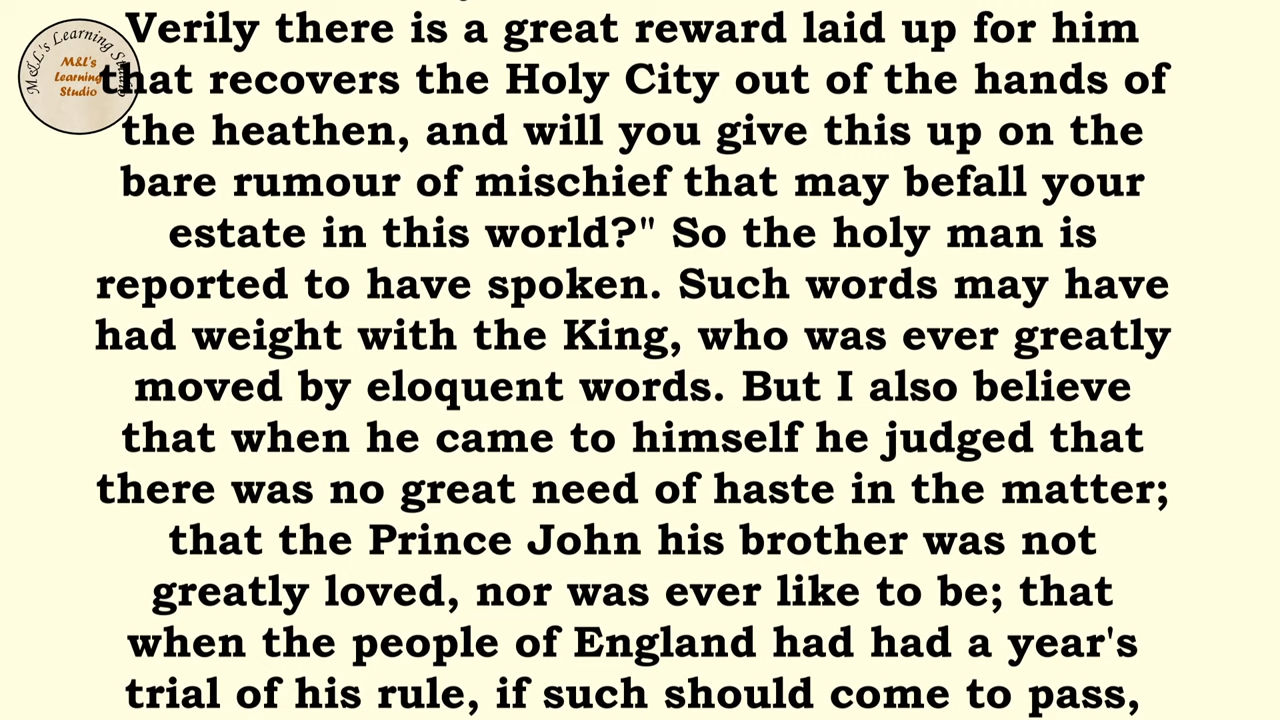 M&L's Learning Studio
M&L's
Learning
Studio
Verily there is a great reward laid up for him
that recovers the Holy City out of the hands of
the heathen, and will you give this up on the
bare rumour of mischief that may befall your
estate in this world?" So the holy man is
reported to have spoken. Such words may have
had weight with the King, who was ever greatly
moved by eloquent words. But I also believe
that when he came to himself he judged that
there was no great need of haste in the matter;
that the Prince John his brother was not
greatly loved, nor was ever like to be; that
when the people of England had had a year's
trial of his rule, if such should come to pass,